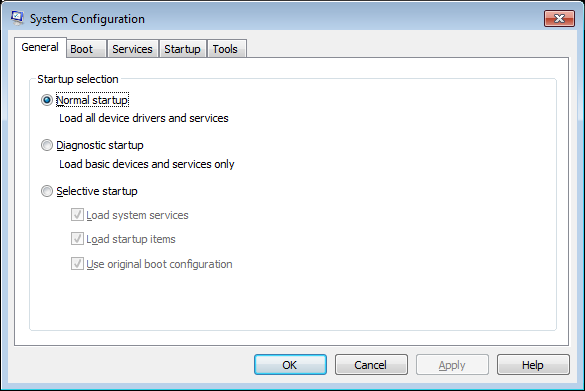 System Configuration
General Boot Services Startup Tools
Startup selection
Normal startup
Load all device drivers and services
Diagnostic startup
Load basic devices and services only
Selective startup
Load system services
Load startup items
Use original boot configuration
OK Cancel Apply Help